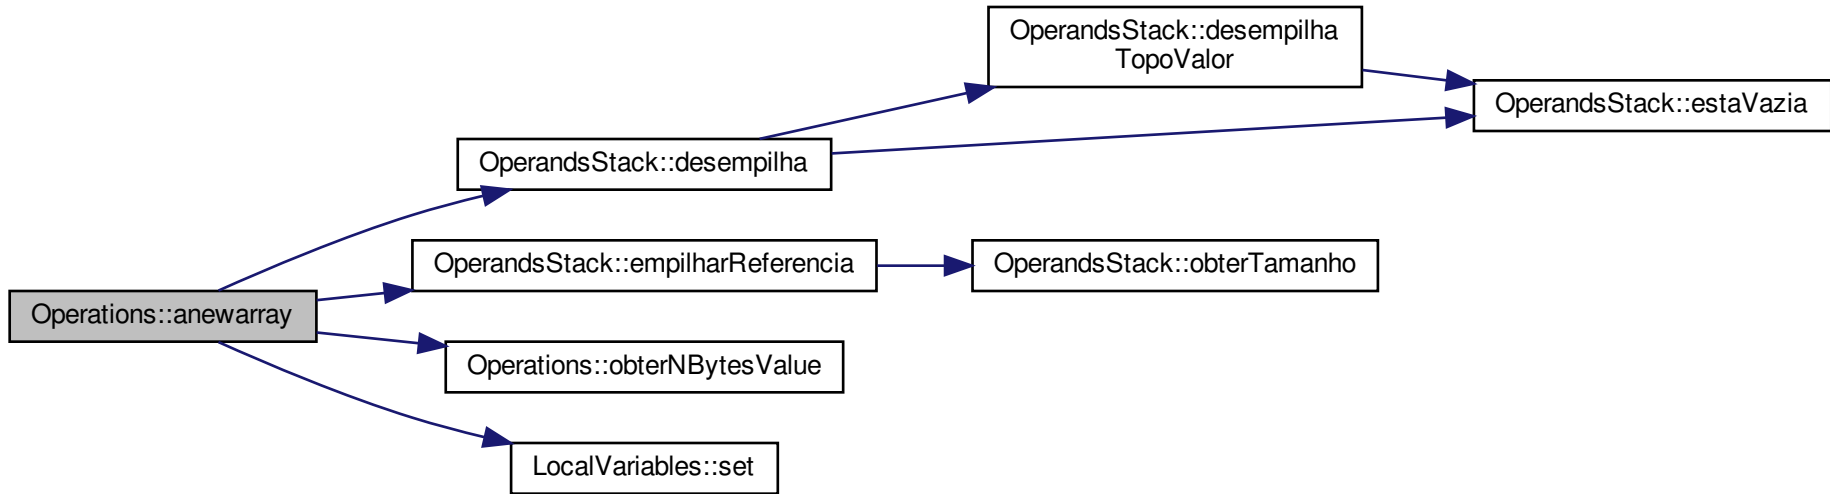 OperandsStack::desempilha
TopoValor
OperandsStack::estaVazia
OperandsStack::desempilha
OperandsStack::empilharReferencia
OperandsStack::obterTamanho
Operations::anewarray
Operations::obterNBytesValue
LocalVariables::set